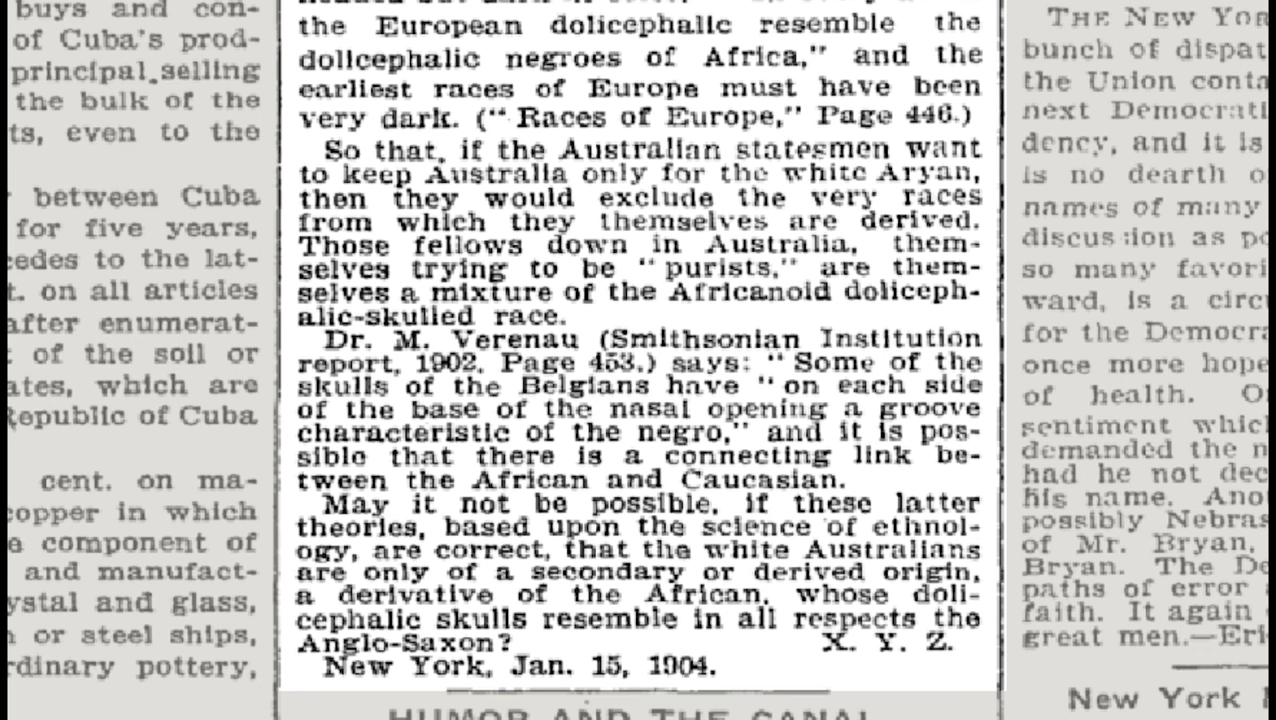 buys and con-
of Cuba's prod-
principal selling
the bulk of the
ts, even to the
between Cuba
for five years,
cedes to the lat-
t. on all articles
after enumerat-
of the soil or
ates, which are
Republic of Cuba
cent. on ma-
copper in which
e component of
and manufact-
ystal and glass,
or steel ships,
rdinary pottery,
the European dolicephalic resemble the
dolicephalic negroes of Africa," and the
earliest races of Europe must have been
very dark. ("Races of Europe," Page 446.)
So that, if the Australian statesmen want
to keep Australia only for the white Aryan,
then they would exclude the very races
from which they themselves are derived.
Those fellows down in Australia, them-
selves trying to be "purists," are them-
selves a mixture of the Africanoid doliceph-
alic-skulled race.
Dr. M. Verenau (Smithsonian Institution
report, 1902, Page 453.) says: "Some of the
skulls of the Belgians have "on each side
of the base of the nasal opening a groove
characteristic of the negro," and it is pos-
sible that there is a connecting link be-
tween the African and Caucasian.
May it not be possible, if these latter
theories, based upon the science of ethnol-
ogy, are correct, that the white Australians
are only of a secondary or derived origin,
a derivative of the African, whose doli-
cephalic skulls resemble in all respects the
Anglo-Saxon? X. Y. Z.
New York, Jan. 15, 1904.
HUMOR AND THE CANAL
THE NEW YOR
bunch of dispat
the Union conta
next Democrati
dency, and it is
is no dearth o
names of many
discussion as po
so many favori
ward, is a circu
for the Democra
once more hope
of health. O
sentiment which
demanded the n
had he not dec
his name. Ano
possibly Nebras
of Mr. Bryan,
Bryan. The De
paths of error
faith. It again
great men.—Eri
New York